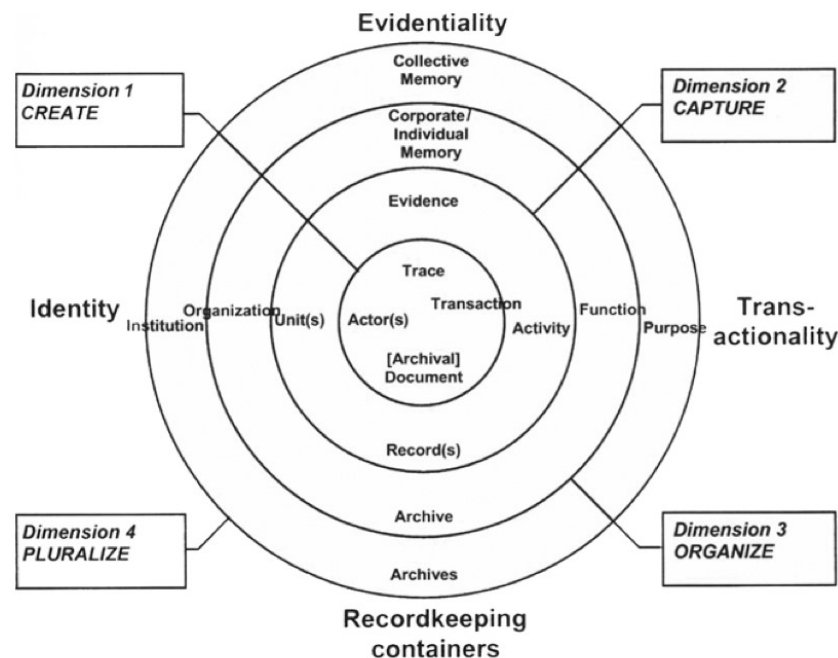 Evidentiality
Collective
Memory
Dimension 1
CREATE
Dimension 2
CAPTURE
Corporate/
Individual
Memory
Evidence
Trace
Transaction
Identity
Institution
Organization
Unit(s)
Actor(s)
Activity
Function
Purpose
Trans-
actionality
[Archival]
Document
Record(s)
Archive
Archives
Dimension 4
PLURALIZE
Dimension 3
ORGANIZE
Recordkeeping
containers